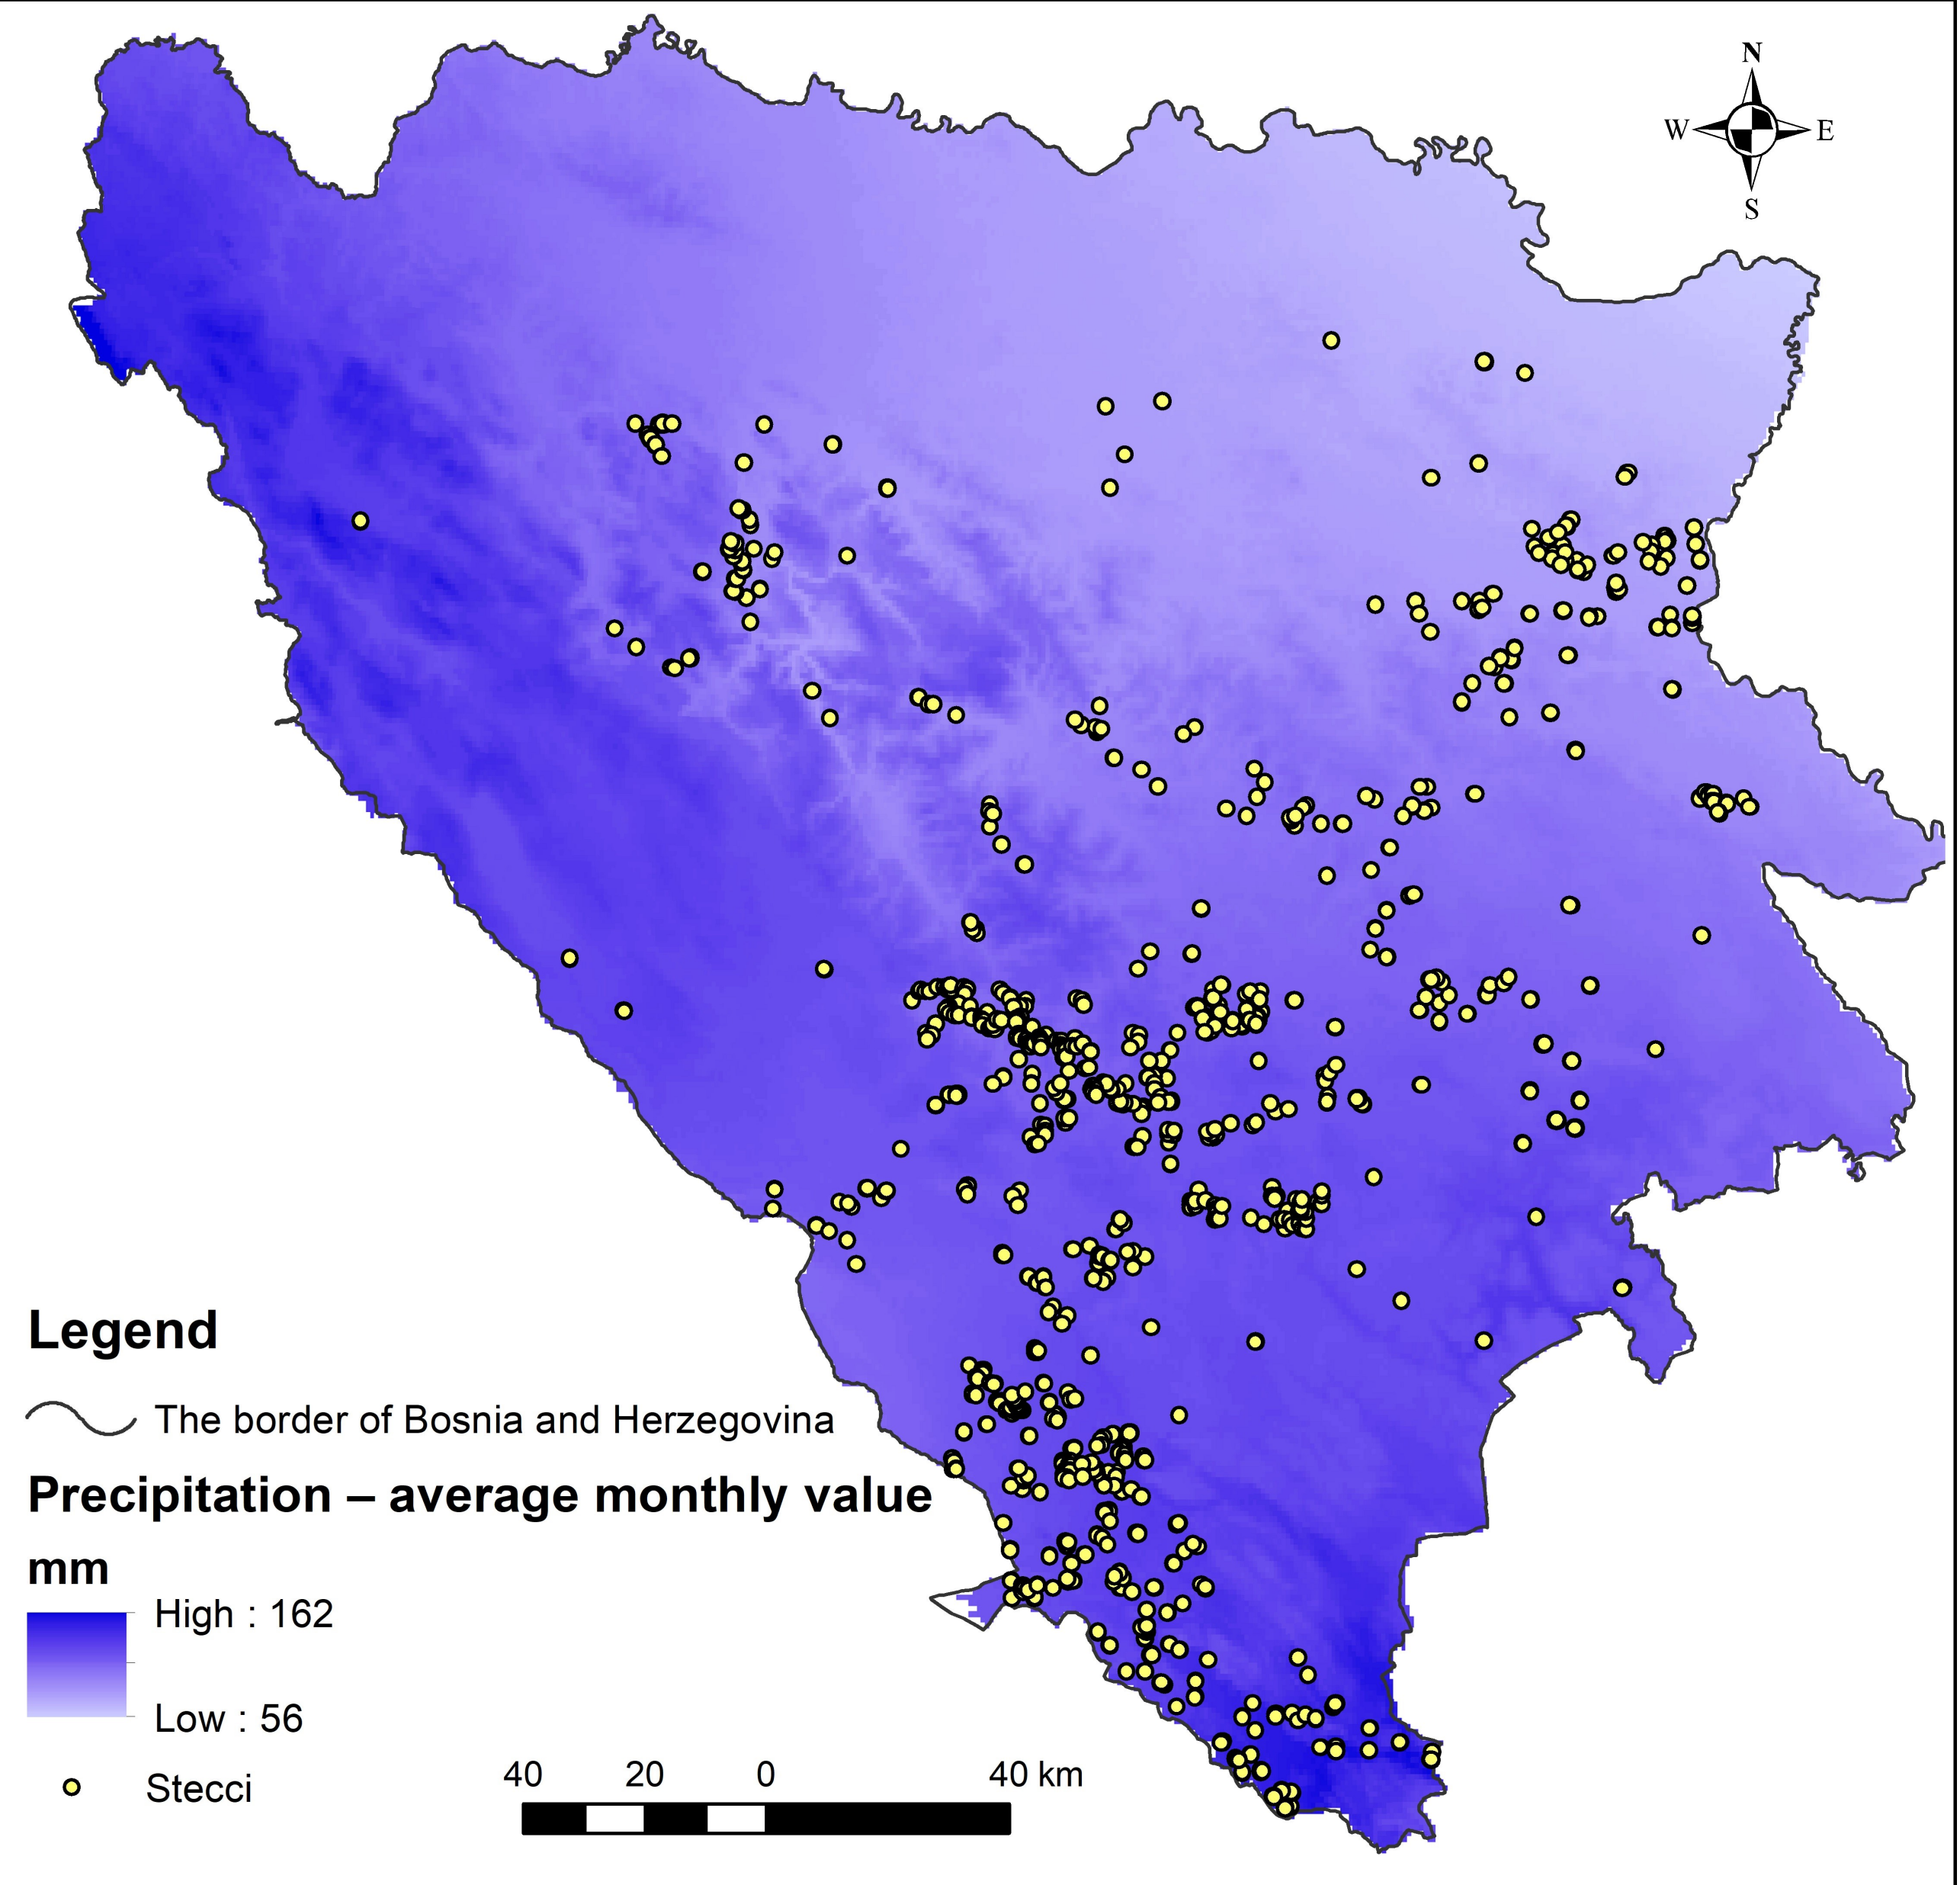 N
W E
S
Legend
The border of Bosnia and Herzegovina
Precipitation – average monthly value
mm
High : 162
Low : 56
Stecci
40 20 0 40 km